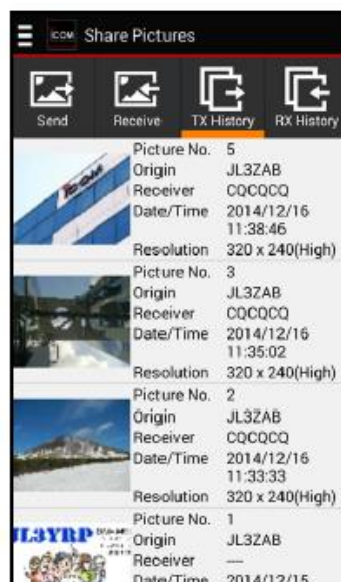 ICOM Share Pictures
Send Receive TX History RX History
Picture No. 5
Origin JL3ZAB
Receiver CQCQCQ
Date/Time 2014/12/16
11:38:46
Resolution 320 x 240(High)
Picture No. 3
Origin JL3ZAB
Receiver CQCQCQ
Date/Time 2014/12/16
11:35:02
Resolution 320 x 240(High)
Picture No. 2
Origin JL3ZAB
Receiver CQCQCQ
Date/Time 2014/12/16
11:33:33
Resolution 320 x 240(High)
JL3YRP
Picture No. 1
Origin JL3ZAB
Receiver ----
Date/Time 2014/12/15